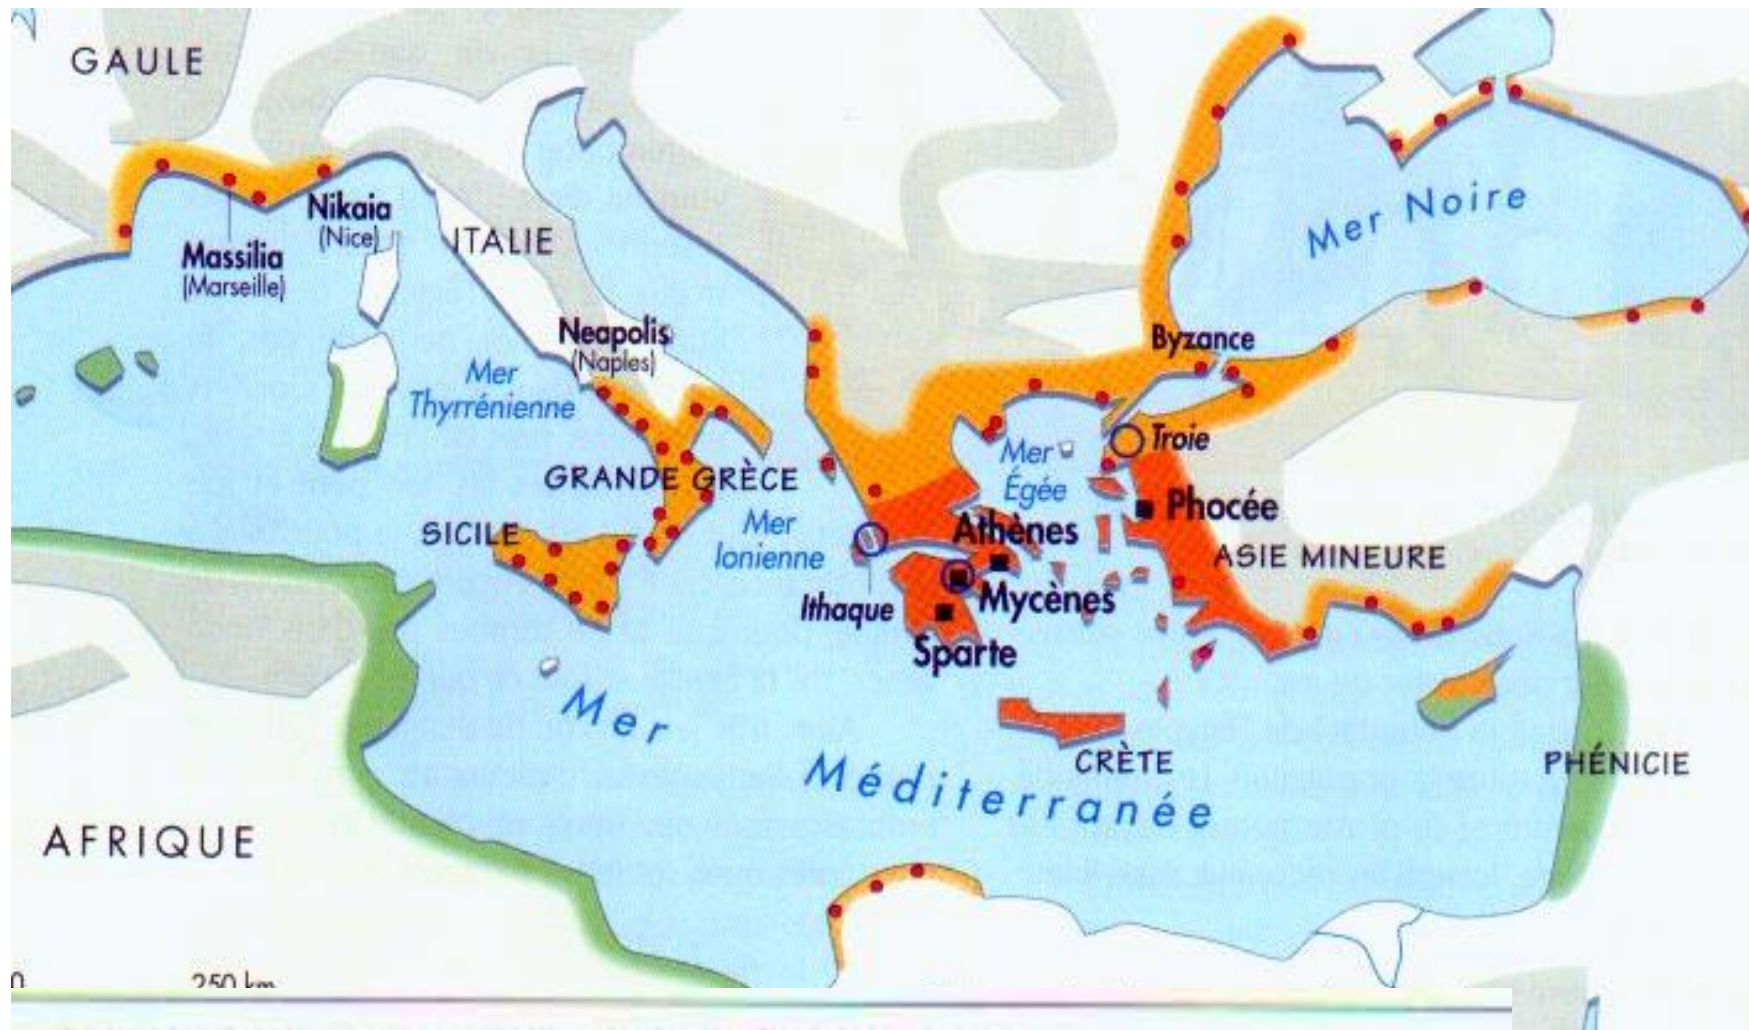 GAULE
Nikaia
(Nice)
Massilia
(Marseille)
ITALIE
Mer Noire
Neapolis
(Naples)
Byzance
Mer
Thyrrénienne
Troie
Mer
Égée
GRANDE GRÈCE
Phocée
SICILE
Mer
Ionienne
Athènes
ASIE MINEURE
Ithaque
Mycènes
Sparte
Mer
Méditerranée
CRÈTE
PHÉNICIE
AFRIQUE
0 250 km